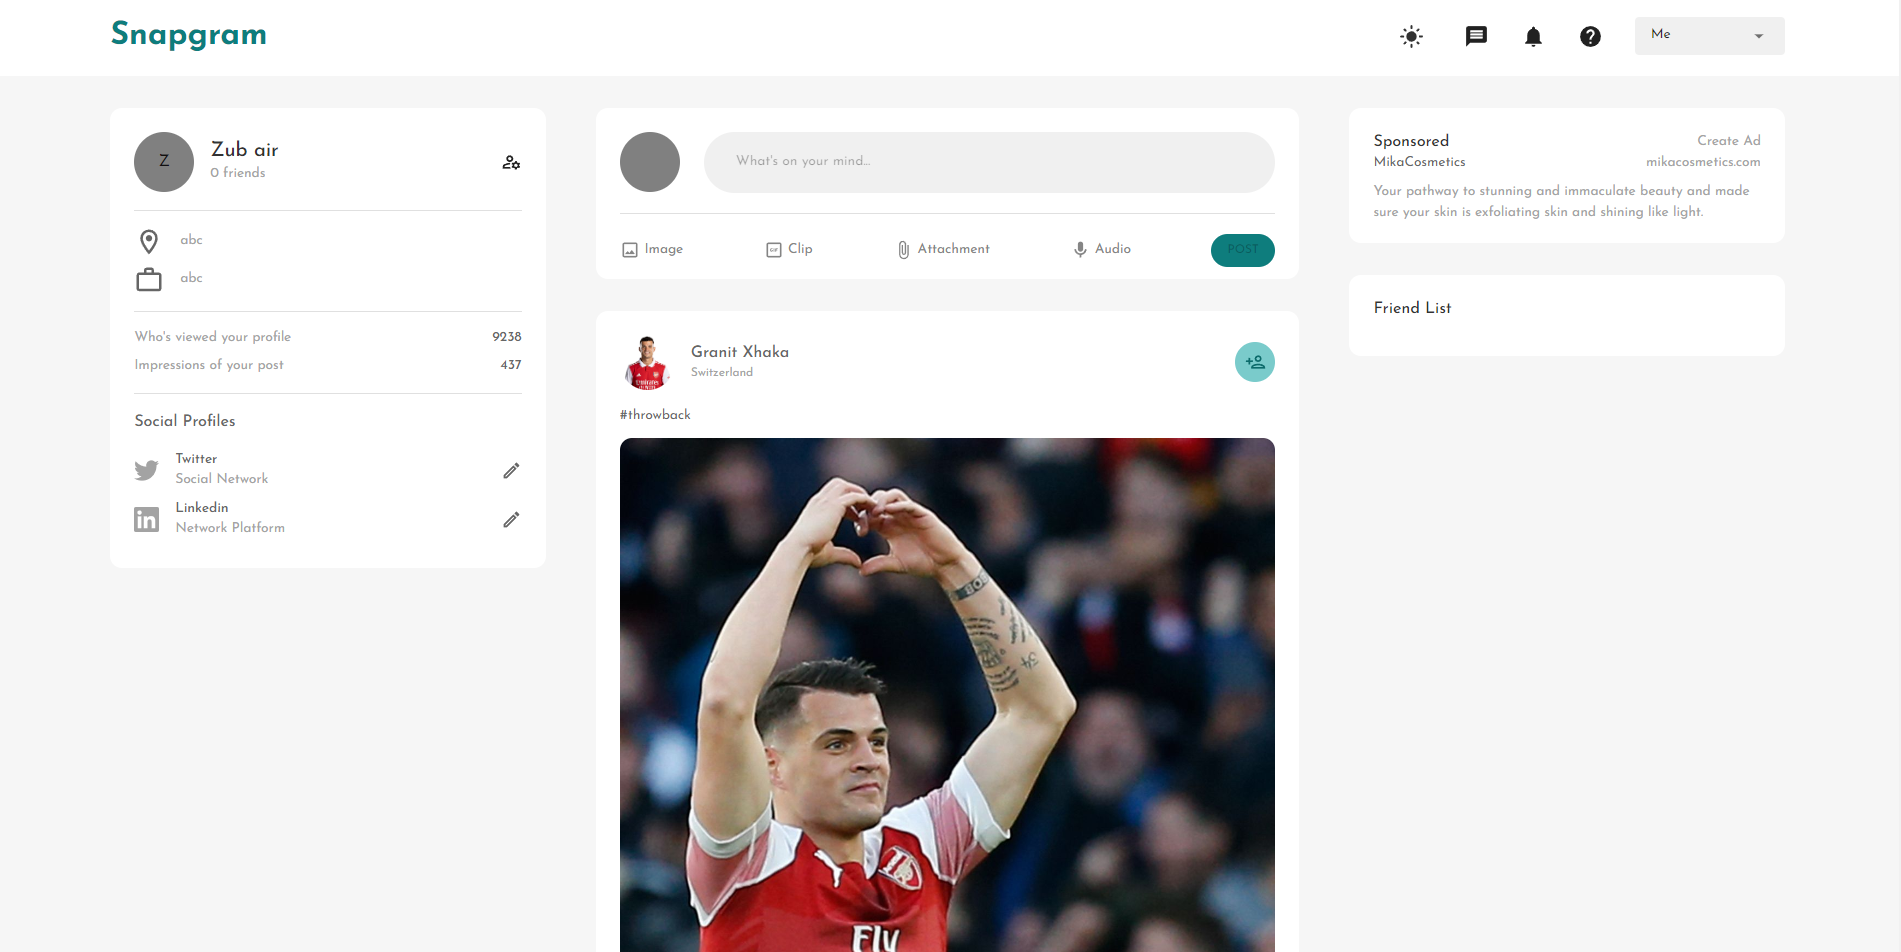 Snapgram
Me
Z
Zub air
0 friends
abc
abc
Who's viewed your profile 9238
Impressions of your post 437
Social Profiles
Twitter
Social Network
Linkedin
Network Platform
What's on your mind...
Image Clip Attachment Audio POST
Granit Xhaka
Switzerland
#throwback
Fly
Sponsored Create Ad
MikaCosmetics mikacosmetics.com
Your pathway to stunning and immaculate beauty and made
sure your skin is exfoliating skin and shining like light.
Friend List